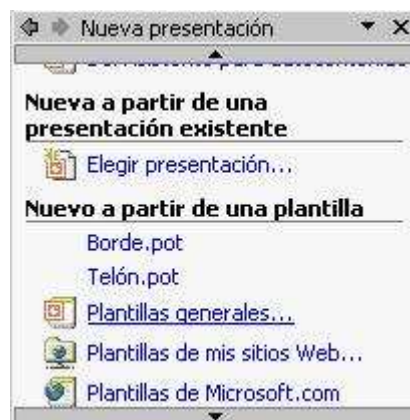 Nueva presentación
Nueva a partir de una
presentación existente
Elegir presentación...
Nuevo a partir de una plantilla
Borde.pot
Telón.pot
Plantillas generales...
Plantillas de mis sitios Web...
Plantillas de Microsoft.com